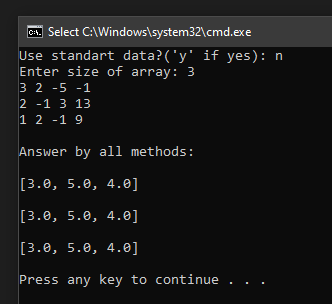 Select C:\Windows\system32\cmd.exe
Use standart data?('y' if yes): n
Enter size of array: 3
3 2 -5 -1
2 -1 3 13
1 2 -1 9
Answer by all methods:
[3.0, 5.0, 4.0]
[3.0, 5.0, 4.0]
[3.0, 5.0, 4.0]
Press any key to continue . . .